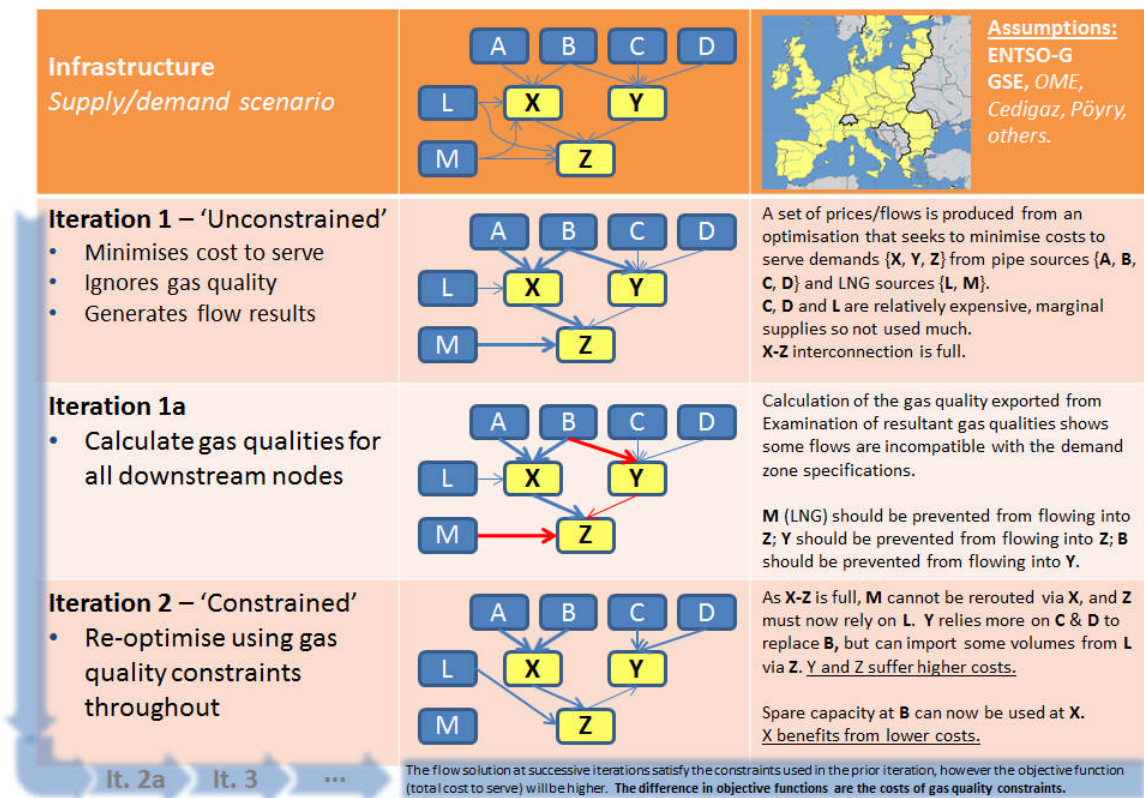 Infrastructure
Supply/demand scenario
A B C D
L X Y
M Z
Assumptions:
ENTSO-G
GSE, OME,
Cedigaz, Pöyry,
others.
Iteration 1 – ‘Unconstrained’
• Minimises cost to serve
• Ignores gas quality
• Generates flow results
A B C D
L X Y
M Z
A set of prices/flows is produced from an
optimisation that seeks to minimise costs to
serve demands {X, Y, Z} from pipe sources {A, B,
C, D} and LNG sources {L, M}.
C, D and L are relatively expensive, marginal
supplies so not used much.
X-Z interconnection is full.
Iteration 1a
• Calculate gas qualities for
all downstream nodes
A B C D
L X Y
M Z
Calculation of the gas quality exported from
Examination of resultant gas qualities shows
some flows are incompatible with the demand
zone specifications.
M (LNG) should be prevented from flowing into
Z; Y should be prevented from flowing into Z; B
should be prevented from flowing into Y.
Iteration 2 – ‘Constrained’
• Re-optimise using gas
quality constraints
throughout
A B C D
L X Y
M Z
As X-Z is full, M cannot be rerouted via X, and Z
must now rely on L. Y relies more on C & D to
replace B, but can import some volumes from L
via Z. Y and Z suffer higher costs.
Spare capacity at B can now be used at X.
X benefits from lower costs.
It. 2a It. 3 ...
The flow solution at successive iterations satisfy the constraints used in the prior iteration, however the objective function
(total cost to serve) will be higher. The difference in objective functions are the costs of gas quality constraints.